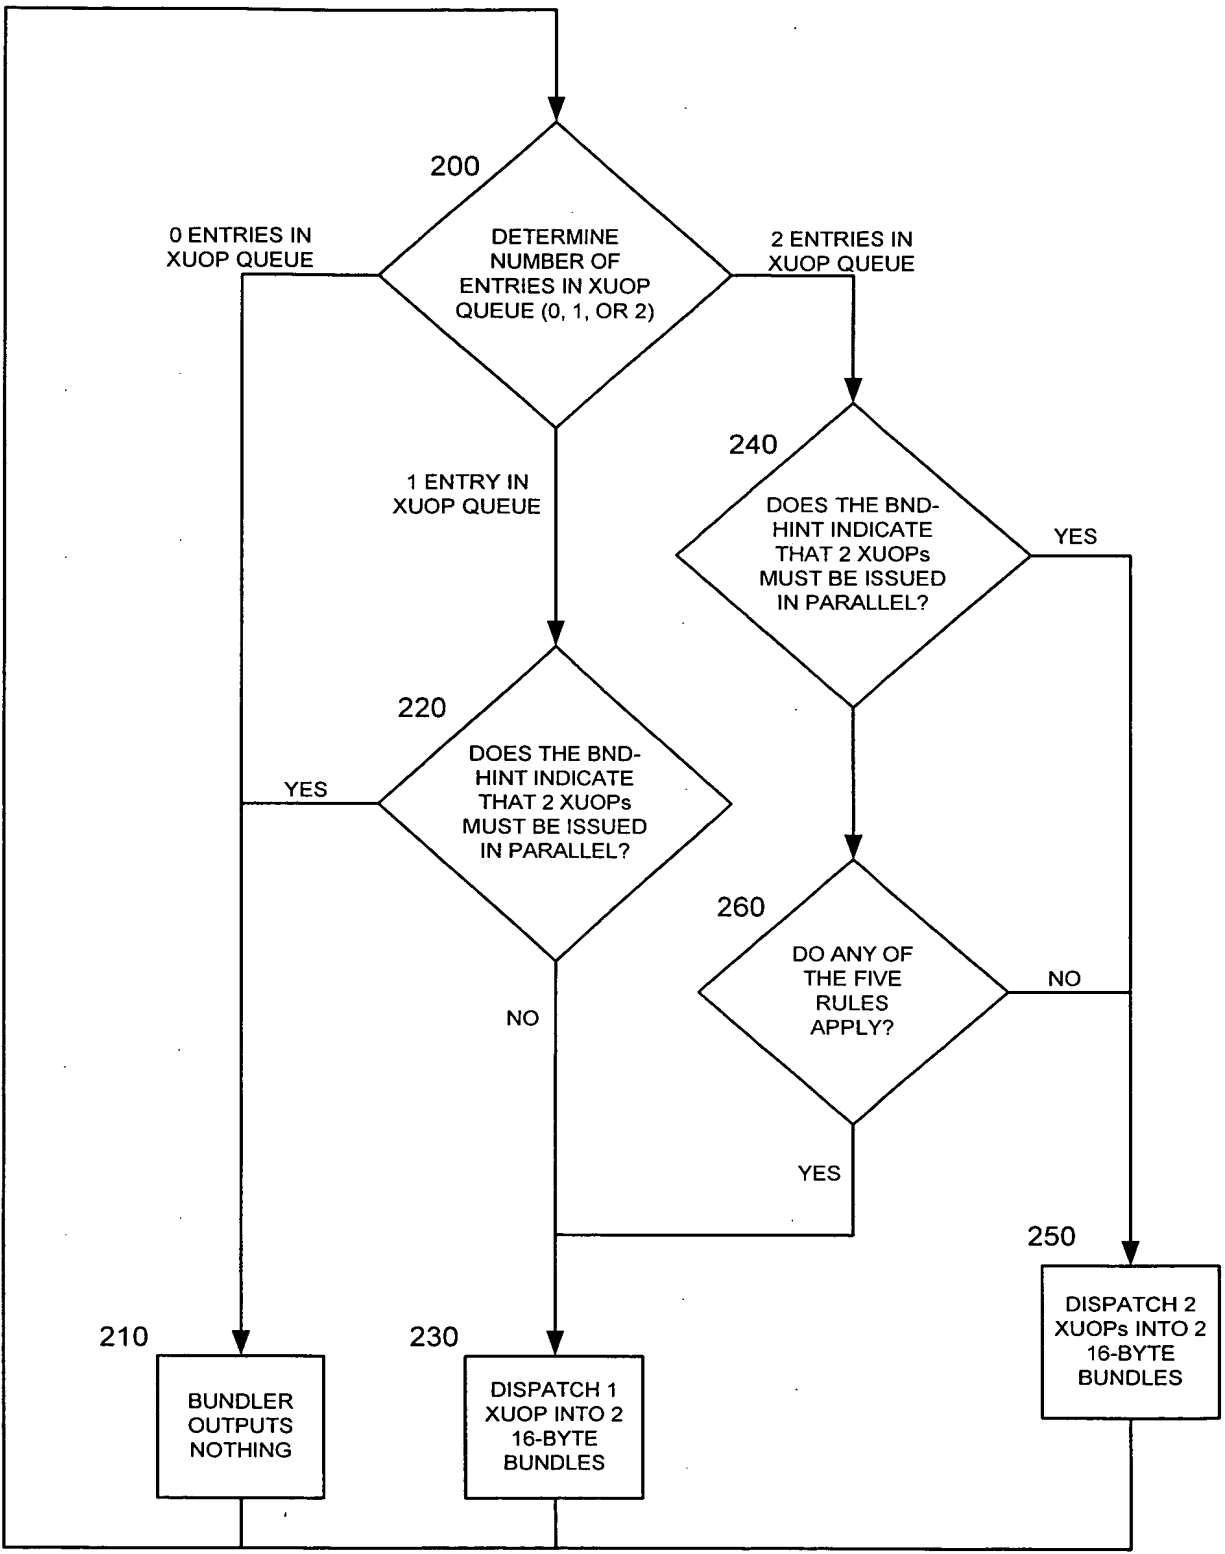 200
DETERMINE
NUMBER OF
ENTRIES IN XUOP
QUEUE (0, 1, OR 2)
0 ENTRIES IN
XUOP QUEUE
2 ENTRIES IN
XUOP QUEUE
1 ENTRY IN
XUOP QUEUE
240
DOES THE BND-
HINT INDICATE
THAT 2 XUOPs
MUST BE ISSUED
IN PARALLEL?
YES
220
DOES THE BND-
HINT INDICATE
THAT 2 XUOPs
MUST BE ISSUED
IN PARALLEL?
YES
NO
260
DO ANY OF
THE FIVE
RULES
APPLY?
NO
YES
210
BUNDLER
OUTPUTS
NOTHING
230
DISPATCH 1
XUOP INTO 2
16-BYTE
BUNDLES
250
DISPATCH 2
XUOPs INTO 2
16-BYTE
BUNDLES